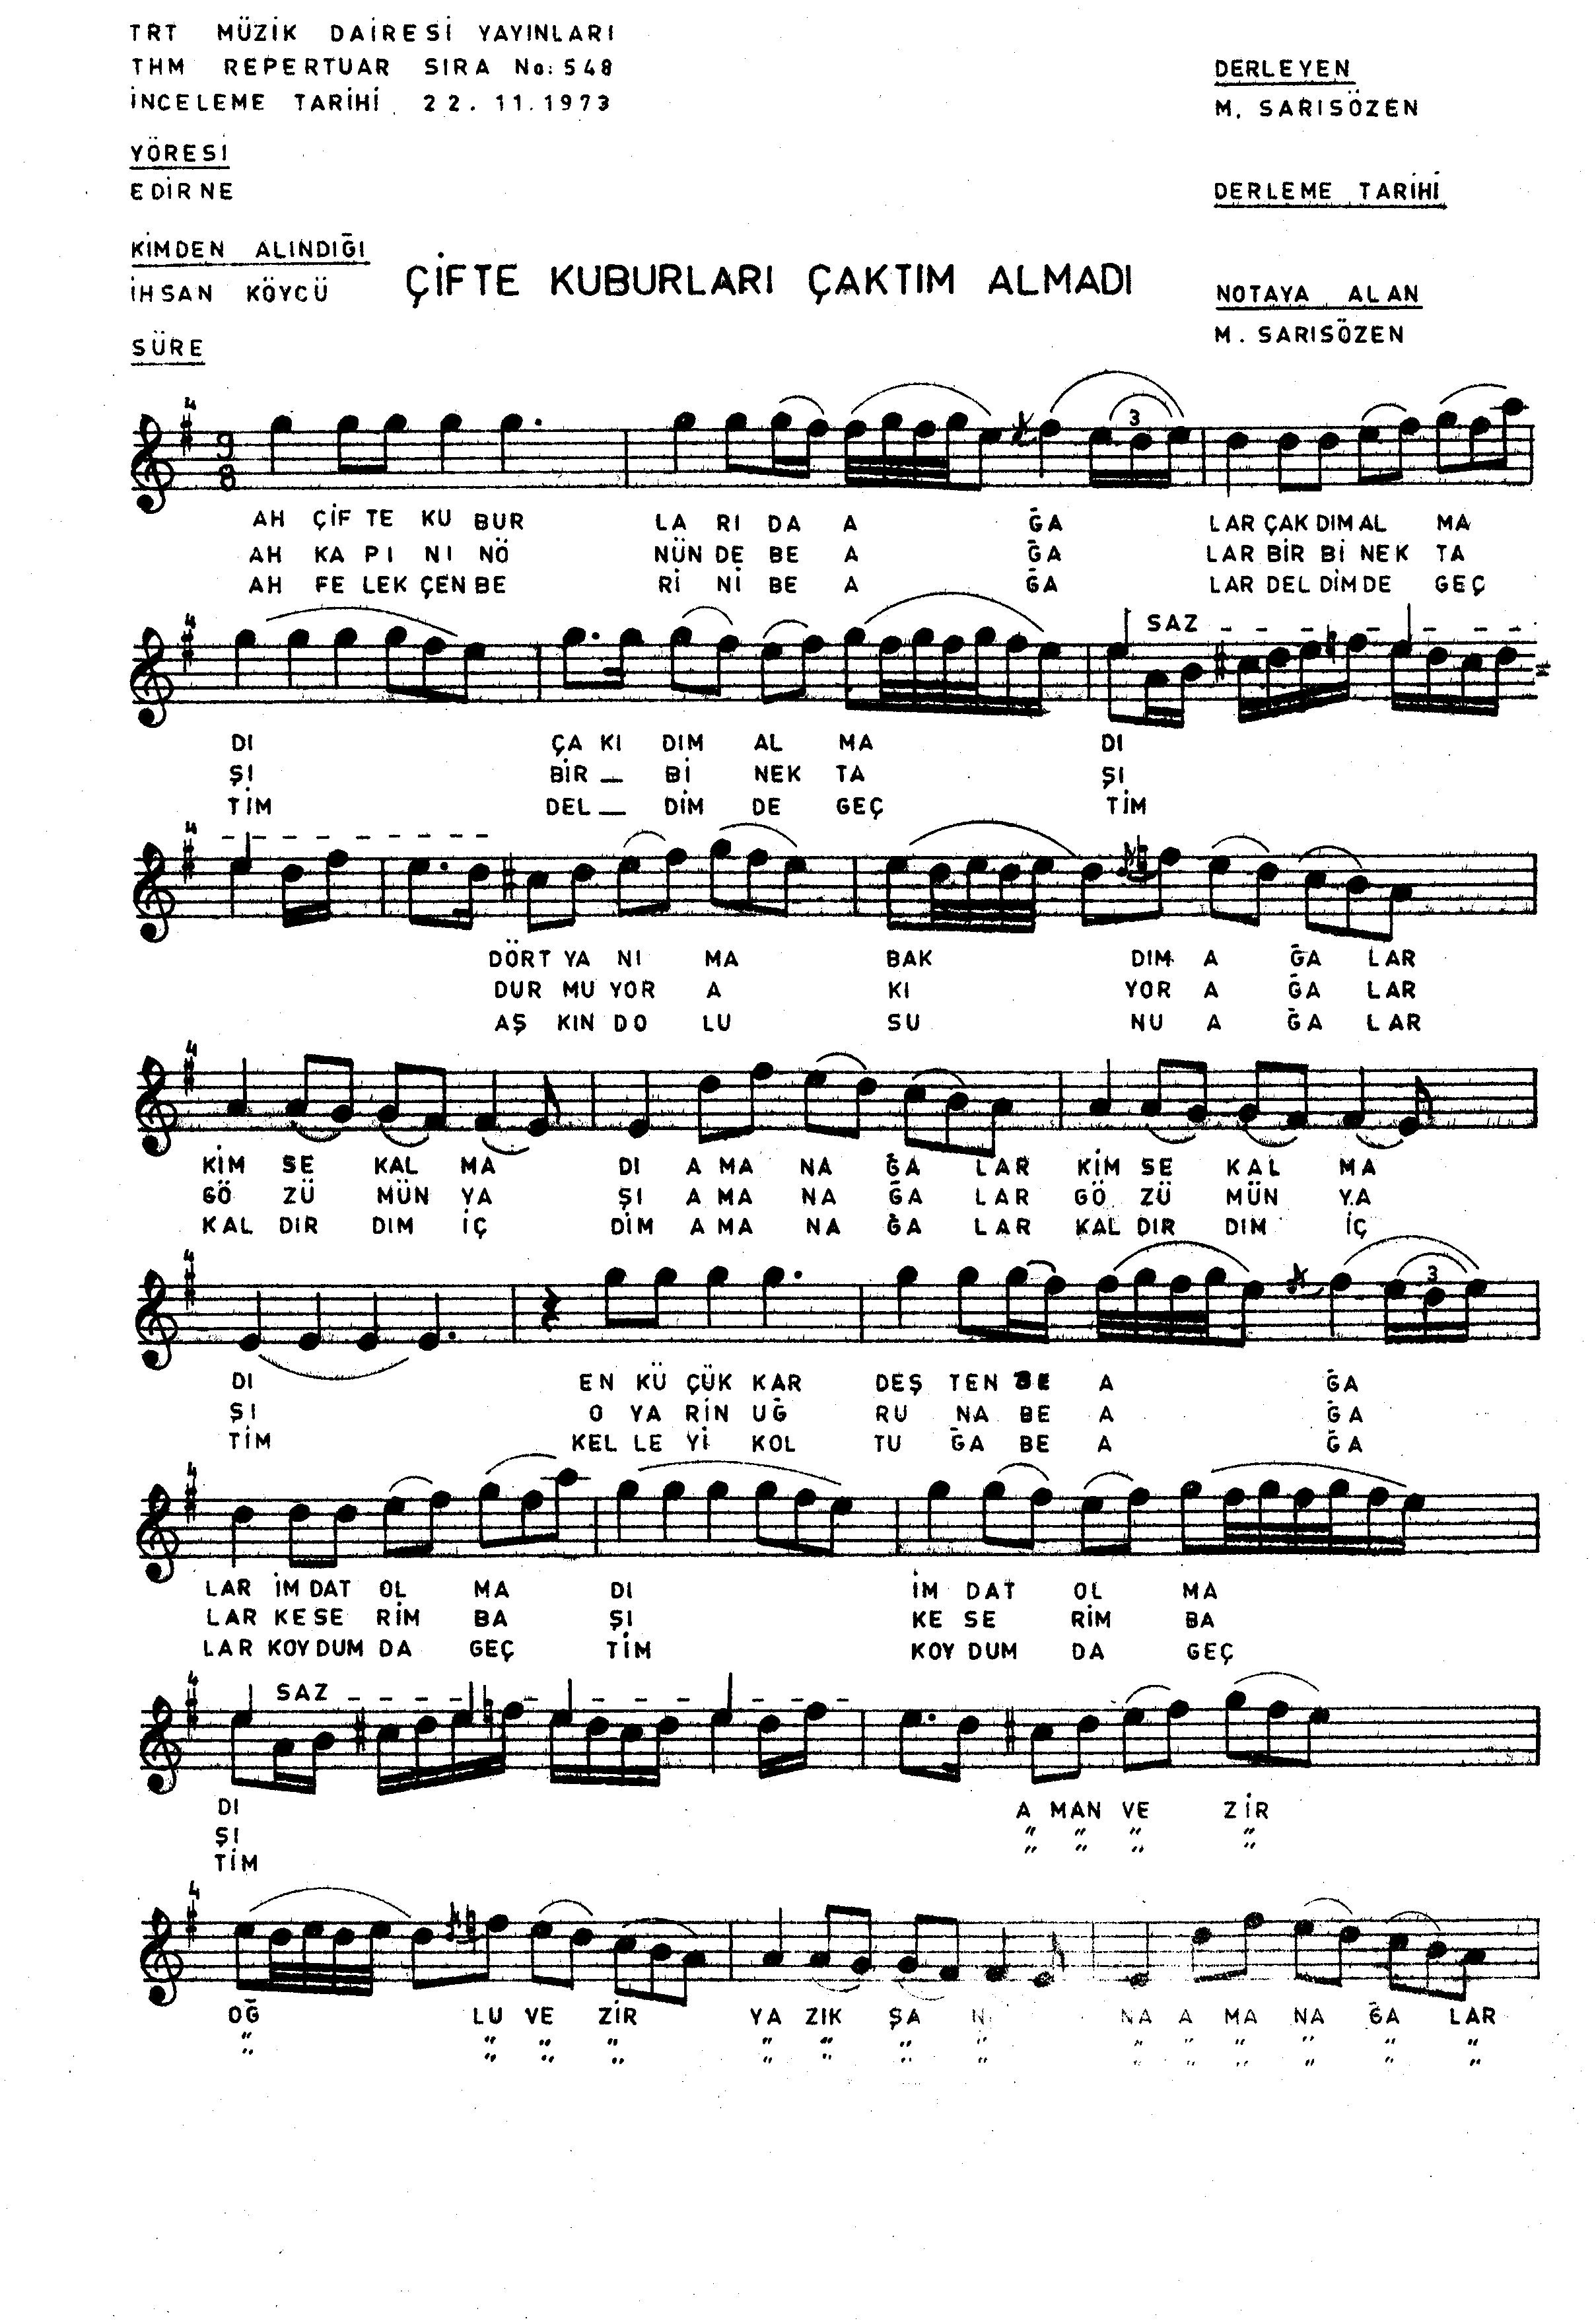 TRT MÜZİK DAİRESİ YAYINLARI
THM REPERTUAR SIRA No: 548
İNCELEME TARİHİ 22.11.1973
DERLEYEN
M. SARISÖZEN
YÖRESİ
EDİRNE
DERLEME TARİHİ
KİMDEN ALINDIĞI
İHSAN KÖYCÜ
ÇİFTE KUBURLARI ÇAKTIM ALMADI
NOTAYA ALAN
M. SARISÖZEN
SÜRE
4
9
8
3
AH ÇİF TE KU BUR LA RI DA A ĞA LAR ÇAK DIM AL MA
AH KA PI NI NÖ NÜN DE BE A ĞA LAR BİR Bİ NEK TA
AH FE LEK ÇEN BE Rİ Nİ BE A ĞA LAR DEL DİM DE GEÇ
4
SAZ
DI ÇA KI DIM AL MA DI
ŞI BİR — Bİ NEK TA ŞI
TİM DEL — DİM DE GEÇ TİM
4
DÖRT YA NI MA BAK DIM A ĞA LAR
DUR MU YOR A KI YOR A ĞA LAR
AŞ KIN DO LU SU NU A ĞA LAR
4
KİM SE KAL MA DI A MA NA ĞA LAR KİM SE KAL MA
GÖ ZÜ MÜN YA ŞI A MA NA ĞA LAR GÖ ZÜ MÜN YA
KAL DIR DIM İÇ DİM A MA NA ĞA LAR KAL DIR DIM İÇ
4
3
DI EN KÜ ÇÜK KAR DEŞ TEN BE A ĞA
ŞI O YA RİN UĞ RU NA BE A ĞA
TİM KEL LE Yİ KOL TU ĞA BE A ĞA
4
LAR İM DAT OL MA DI İM DAT OL MA
LAR KE SE RİM BA ŞI KE SE RİM BA
LAR KOY DUM DA GEÇ TİM KOY DUM DA GEÇ
4
SAZ
DI A MAN VE ZİR
ŞI " " " "
TİM " " " "
4
OĞ LU VE ZİR YA ZIK ŞA NI NA A MA NA ĞA LAR
" " " " " " " " " " " " " "
" " " " " " " " " " " " " "